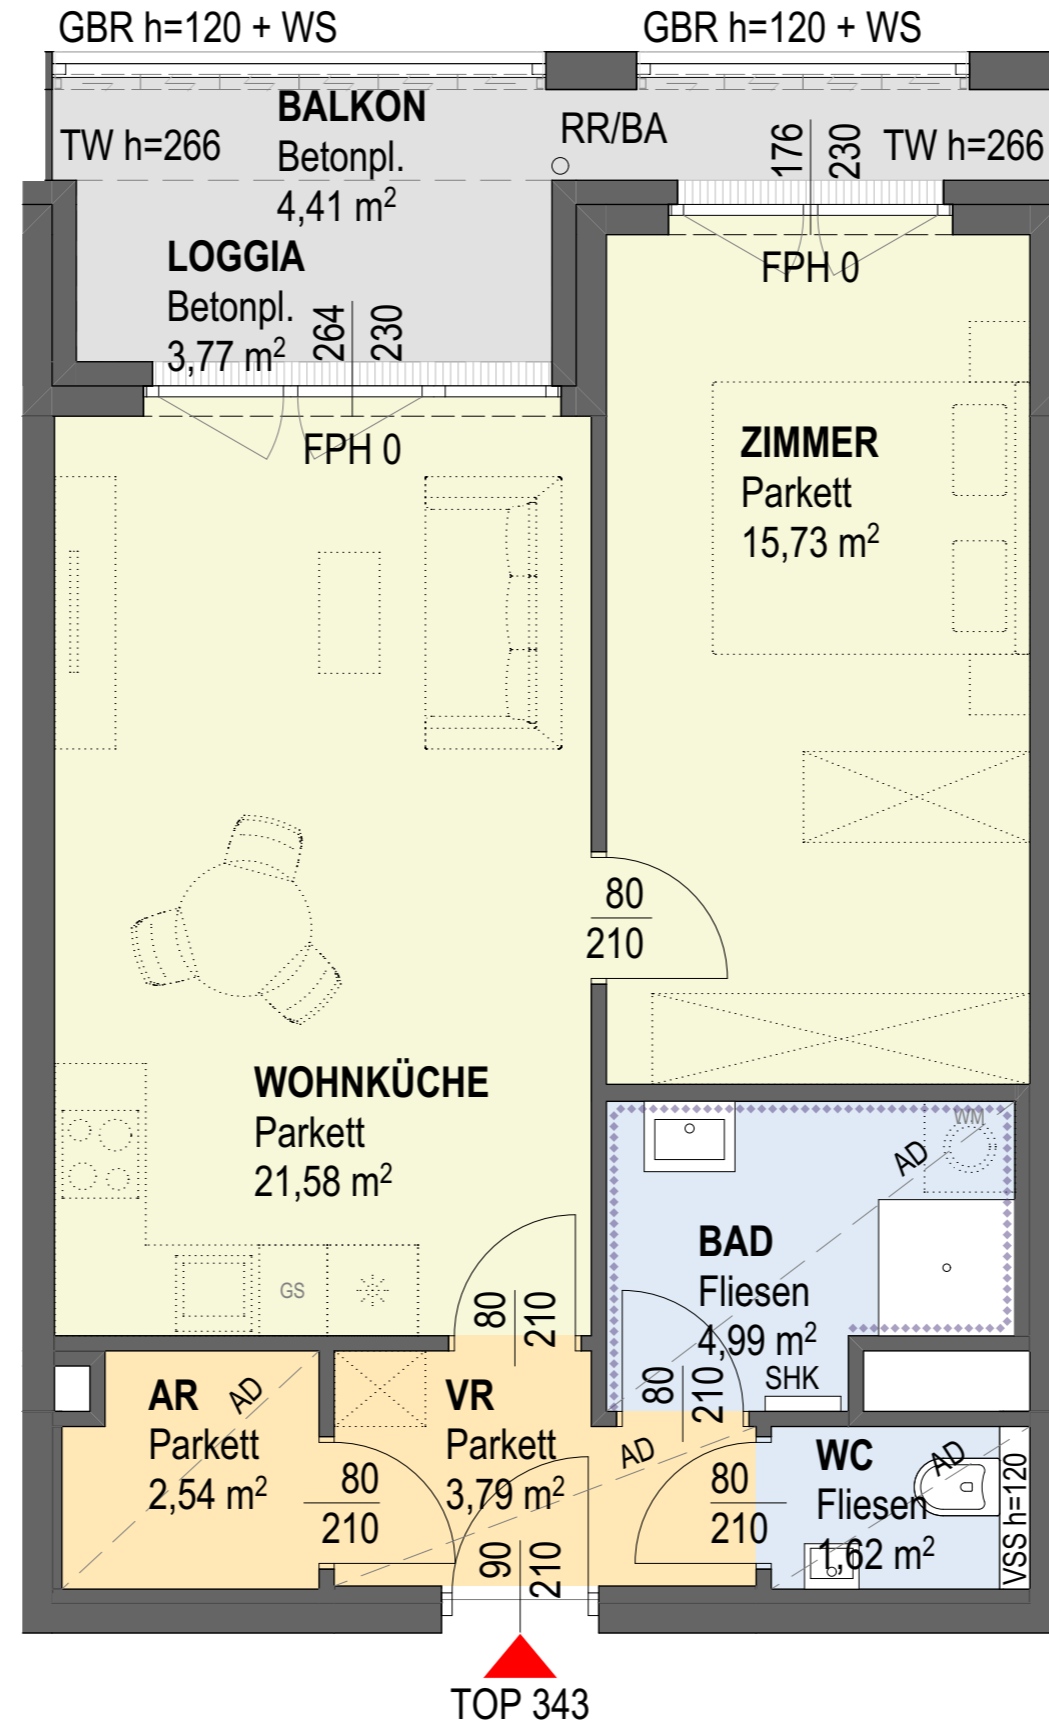 GBR h=120 + WS
GBR h=120 + WS
BALKON
Betonpl.
4,41 m²
TW h=266
RR/BA
176
230
TW h=266
LOGGIA
Betonpl.
3,77 m²
264
230
FPH 0
FPH 0
ZIMMER
Parkett
15,73 m²
80
210
WOHNKÜCHE
Parkett
21,58 m²
GS
80
210
WM
AD
BAD
Fliesen
4,99 m²
SHK
80
210
AR
Parkett
2,54 m²
AD
80
210
VR
Parkett
3,79 m²
AD
90
210
80
210
WC
Fliesen
1,62 m²
AD
VSS h=120
TOP 343